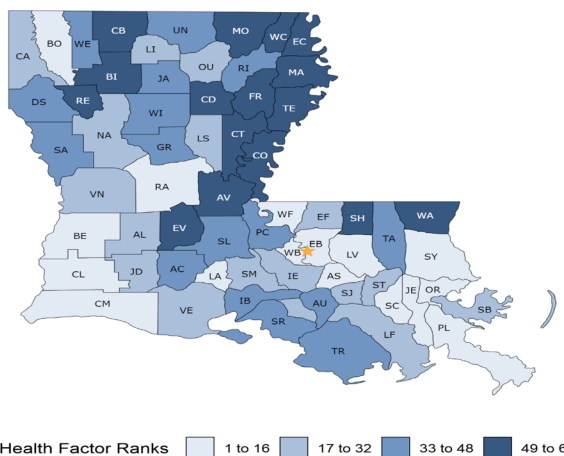 CB
UN
MO
WC
EC
BO
WE
CA
LI
OU
RI
MA
BI
JA
DS
RE
CD
FR
TE
WI
NA
CT
SA
GR
LS
CO
RA
VN
AV
WF
EF
SH
WA
BE
AL
EV
SL
PC
EB
TA
WB
LV
SY
CL
JD
AC
LA
SM
IE
AS
ST
JE
OR
SJ
CM
VE
IB
AU
SC
SB
SR
LF
PL
TR
Health Factor Ranks 1 to 16 17 to 32 33 to 48 49 to 6